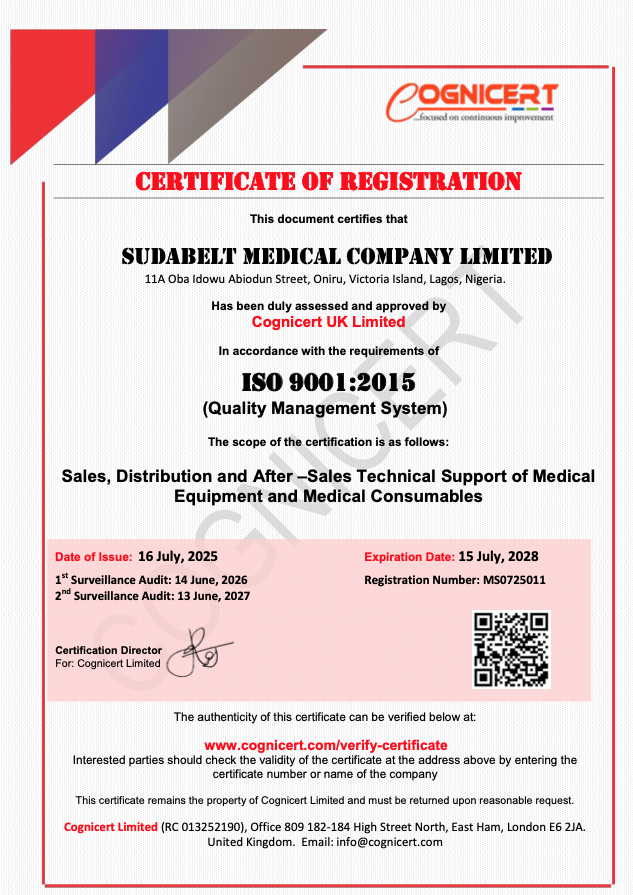 COGNICERT
...focused on continuous improvement
CERTIFICATE OF REGISTRATION
This document certifies that
SUDABELT MEDICAL COMPANY LIMITED
11A Oba Idowu Abiodun Street, Oniru, Victoria Island, Lagos, Nigeria.
Has been duly assessed and approved by
Cognicert UK Limited
In accordance with the requirements of
ISO 9001:2015
(Quality Management System)
The scope of the certification is as follows:
Sales, Distribution and After –Sales Technical Support of Medical
Equipment and Medical Consumables
Date of Issue: 16 July, 2025
Expiration Date: 15 July, 2028
1st Surveillance Audit: 14 June, 2026
Registration Number: MS0725011
2nd Surveillance Audit: 13 June, 2027
Certification Director
For: Cognicert Limited
The authenticity of this certificate can be verified below at:
www.cognicert.com/verify-certificate
Interested parties should check the validity of the certificate at the address above by entering the
certificate number or name of the company
This certificate remains the property of Cognicert Limited and must be returned upon reasonable request.
Cognicert Limited (RC 013252190), Office 809 182-184 High Street North, East Ham, London E6 2JA.
United Kingdom. Email: info@cognicert.com
COGNICERT